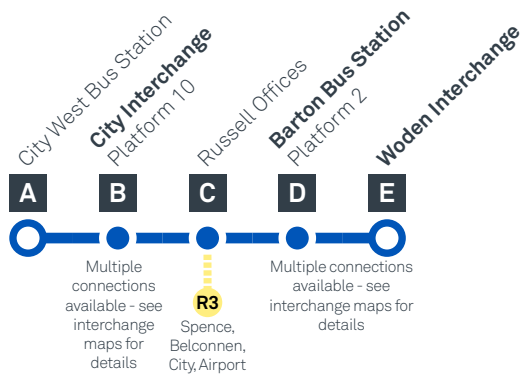 City West Bus Station
City Interchange
Platform 10
Russell Offices
Barton Bus Station
Platform 2
Woden Interchange
A
B
C
D
E
Multiple
connections
available - see
interchange
maps for
details
R3
Spence,
Belconnen,
City, Airport
Multiple connections
available - see
interchange maps for
details